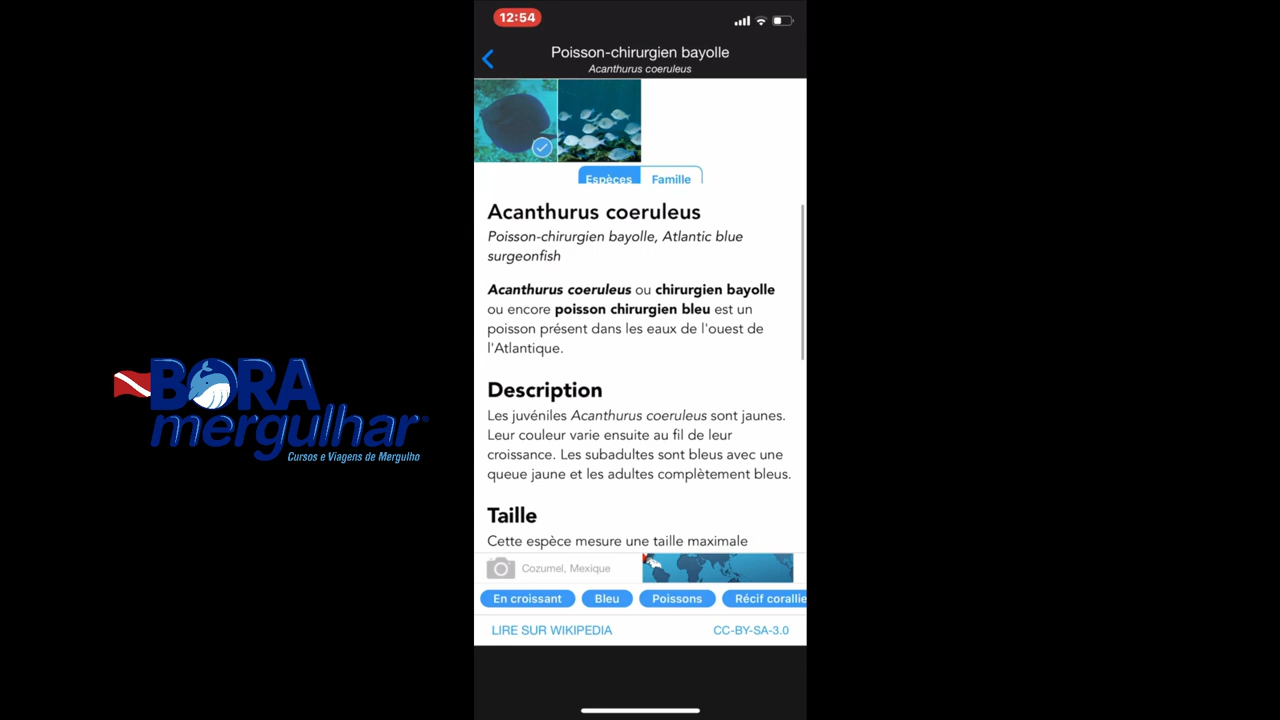 12:54
Poisson-chirurgien bayolle
Acanthurus coeruleus
Espèces
Famille
Acanthurus coeruleus
Poisson-chirurgien bayolle, Atlantic blue
surgeonfish
Acanthurus coeruleus ou chirurgien bayolle
ou encore poisson chirurgien bleu est un
poisson présent dans les eaux de l'ouest de
l'Atlantique.
Description
Les juvéniles Acanthurus coeruleus sont jaunes.
Leur couleur varie ensuite au fil de leur
croissance. Les subadultes sont bleus avec une
queue jaune et les adultes complètement bleus.
Taille
Cette espèce mesure une taille maximale
Cozumel, Mexique
En croissant
Bleu
Poissons
Récif corallie
LIRE SUR WIKIPEDIA
CC-BY-SA-3.0
BORA
mergulhar
Cursos e Viagens de Mergulho